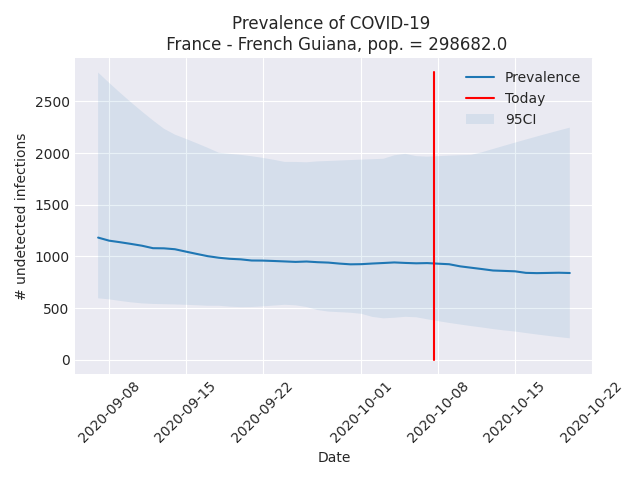 Prevalence of COVID-19
France - French Guiana, pop. = 298682.0
Prevalence
Today
95CI
2500
2000
1500
1000
500
0
# undetected infections
2020-09-08
2020-09-15
2020-09-22
2020-10-01
2020-10-08
2020-10-15
2020-10-22
Date